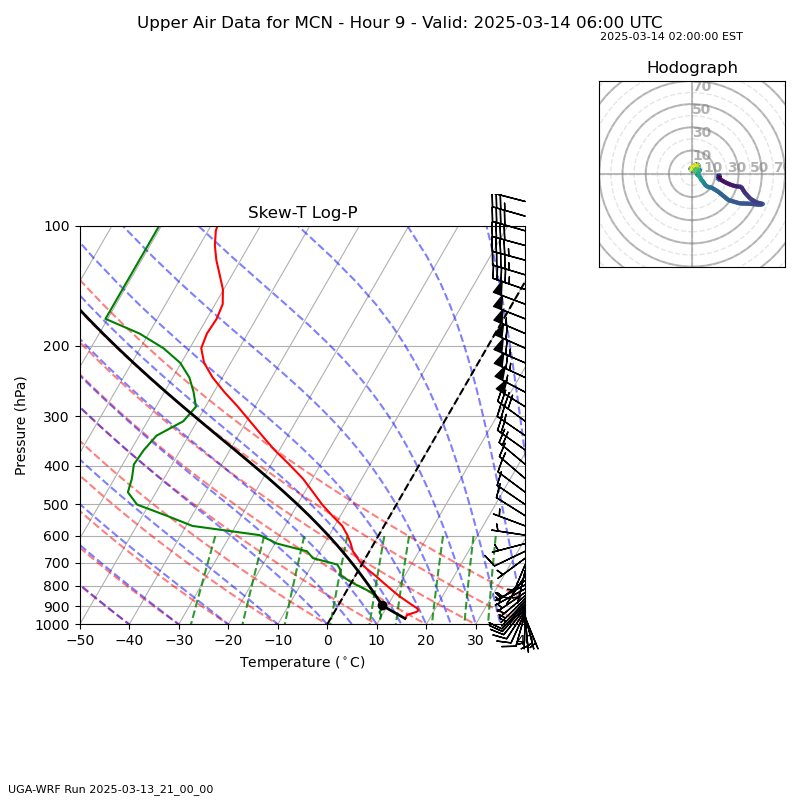 Upper Air Data for MCN - Hour 9 - Valid: 2025-03-14 06:00 UTC
2025-03-14 02:00:00 EST
Hodograph
70
50
30
10
10 30 50 70
Skew-T Log-P
100
200
300
400
500
600
700
800
900
1000
Pressure (hPa)
−50 −40 −30 −20 −10 0 10 20 30
Temperature (°C)
UGA-WRF Run 2025-03-13_21_00_00